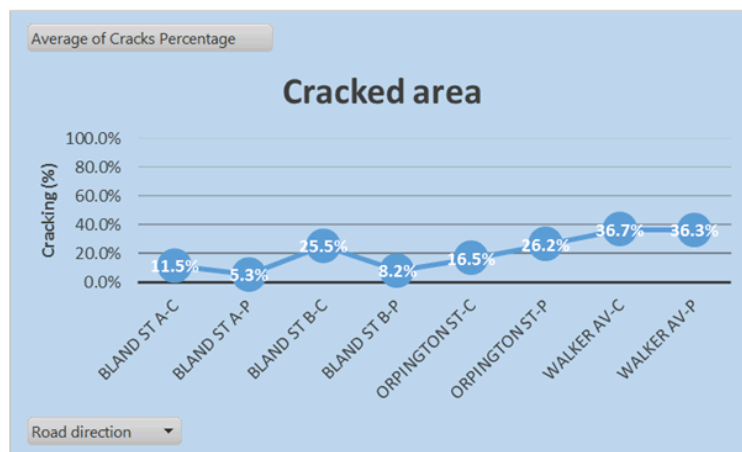 Average of Cracks Percentage
Cracked area
100.0%
80.0%
60.0%
40.0%
20.0%
0.0%
Cracking (%)
11.5%
5.3%
25.5%
8.2%
16.5%
26.2%
36.7%
36.3%
BLAND ST A-C
BLAND ST A-P
BLAND ST B-C
BLAND ST B-P
ORPINGTON ST-C
ORPINGTON ST-P
WALKER AV-C
WALKER AV-P
Road direction